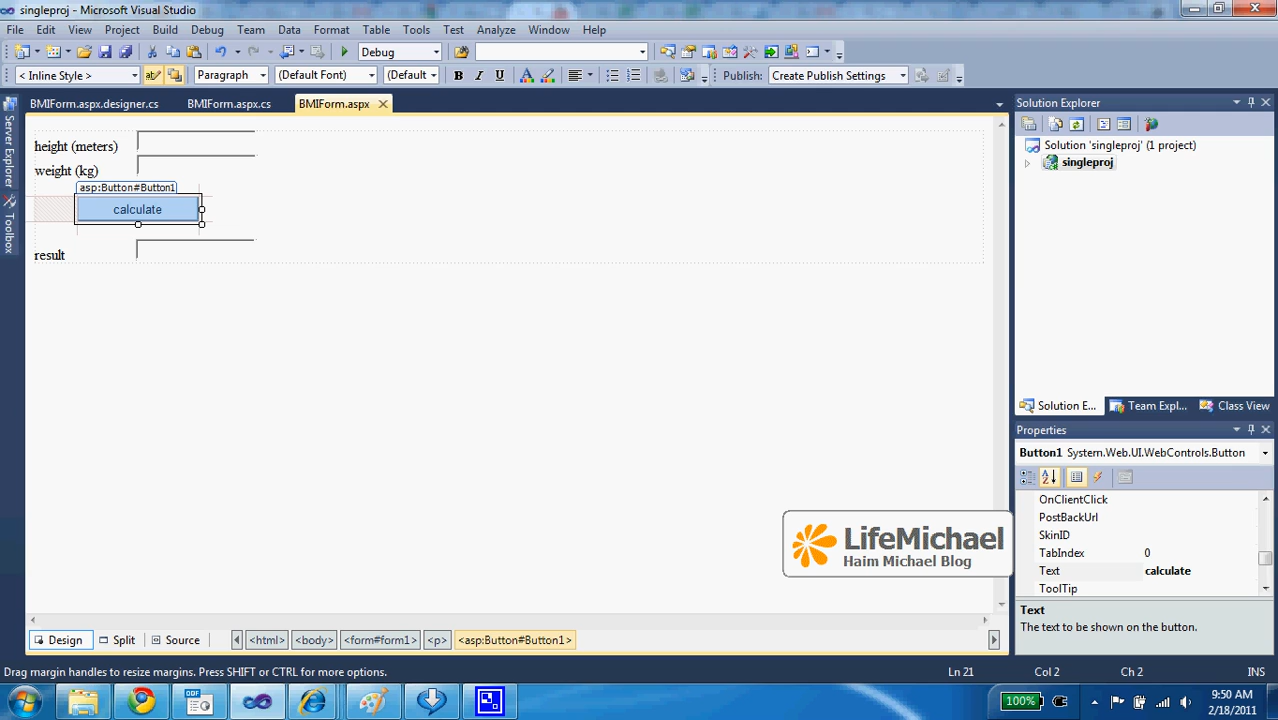 singleproj - Microsoft Visual Studio
File Edit View Project Build Debug Team Data Format Table Tools Test Analyze Window Help
Debug
< Inline Style > ab Paragraph (Default Font) (Default B I U A Publish: Create Publish Settings
BMIForm.aspx.designer.cs BMIForm.aspx.cs BMIForm.aspx
Server Explorer
Toolbox
height (meters)
weight (kg)
asp:Button#Button1
calculate
result
Solution Explorer
Solution 'singleproj' (1 project)
singleproj
Solution E... Team Expl... Class View
Properties
Button1 System.Web.UI.WebControls.Button
OnClientClick
PostBackUrl
SkinID
TabIndex 0
Text calculate
ToolTip
Text
The text to be shown on the button.
LifeMichael
Haim Michael Blog
Design Split Source <html> <body> <form#form1> <p> <asp:Button#Button1>
Drag margin handles to resize margins. Press SHIFT or CTRL for more options. Ln 21 Col 2 Ch 2 INS
ODF
100%
9:50 AM
2/18/2011